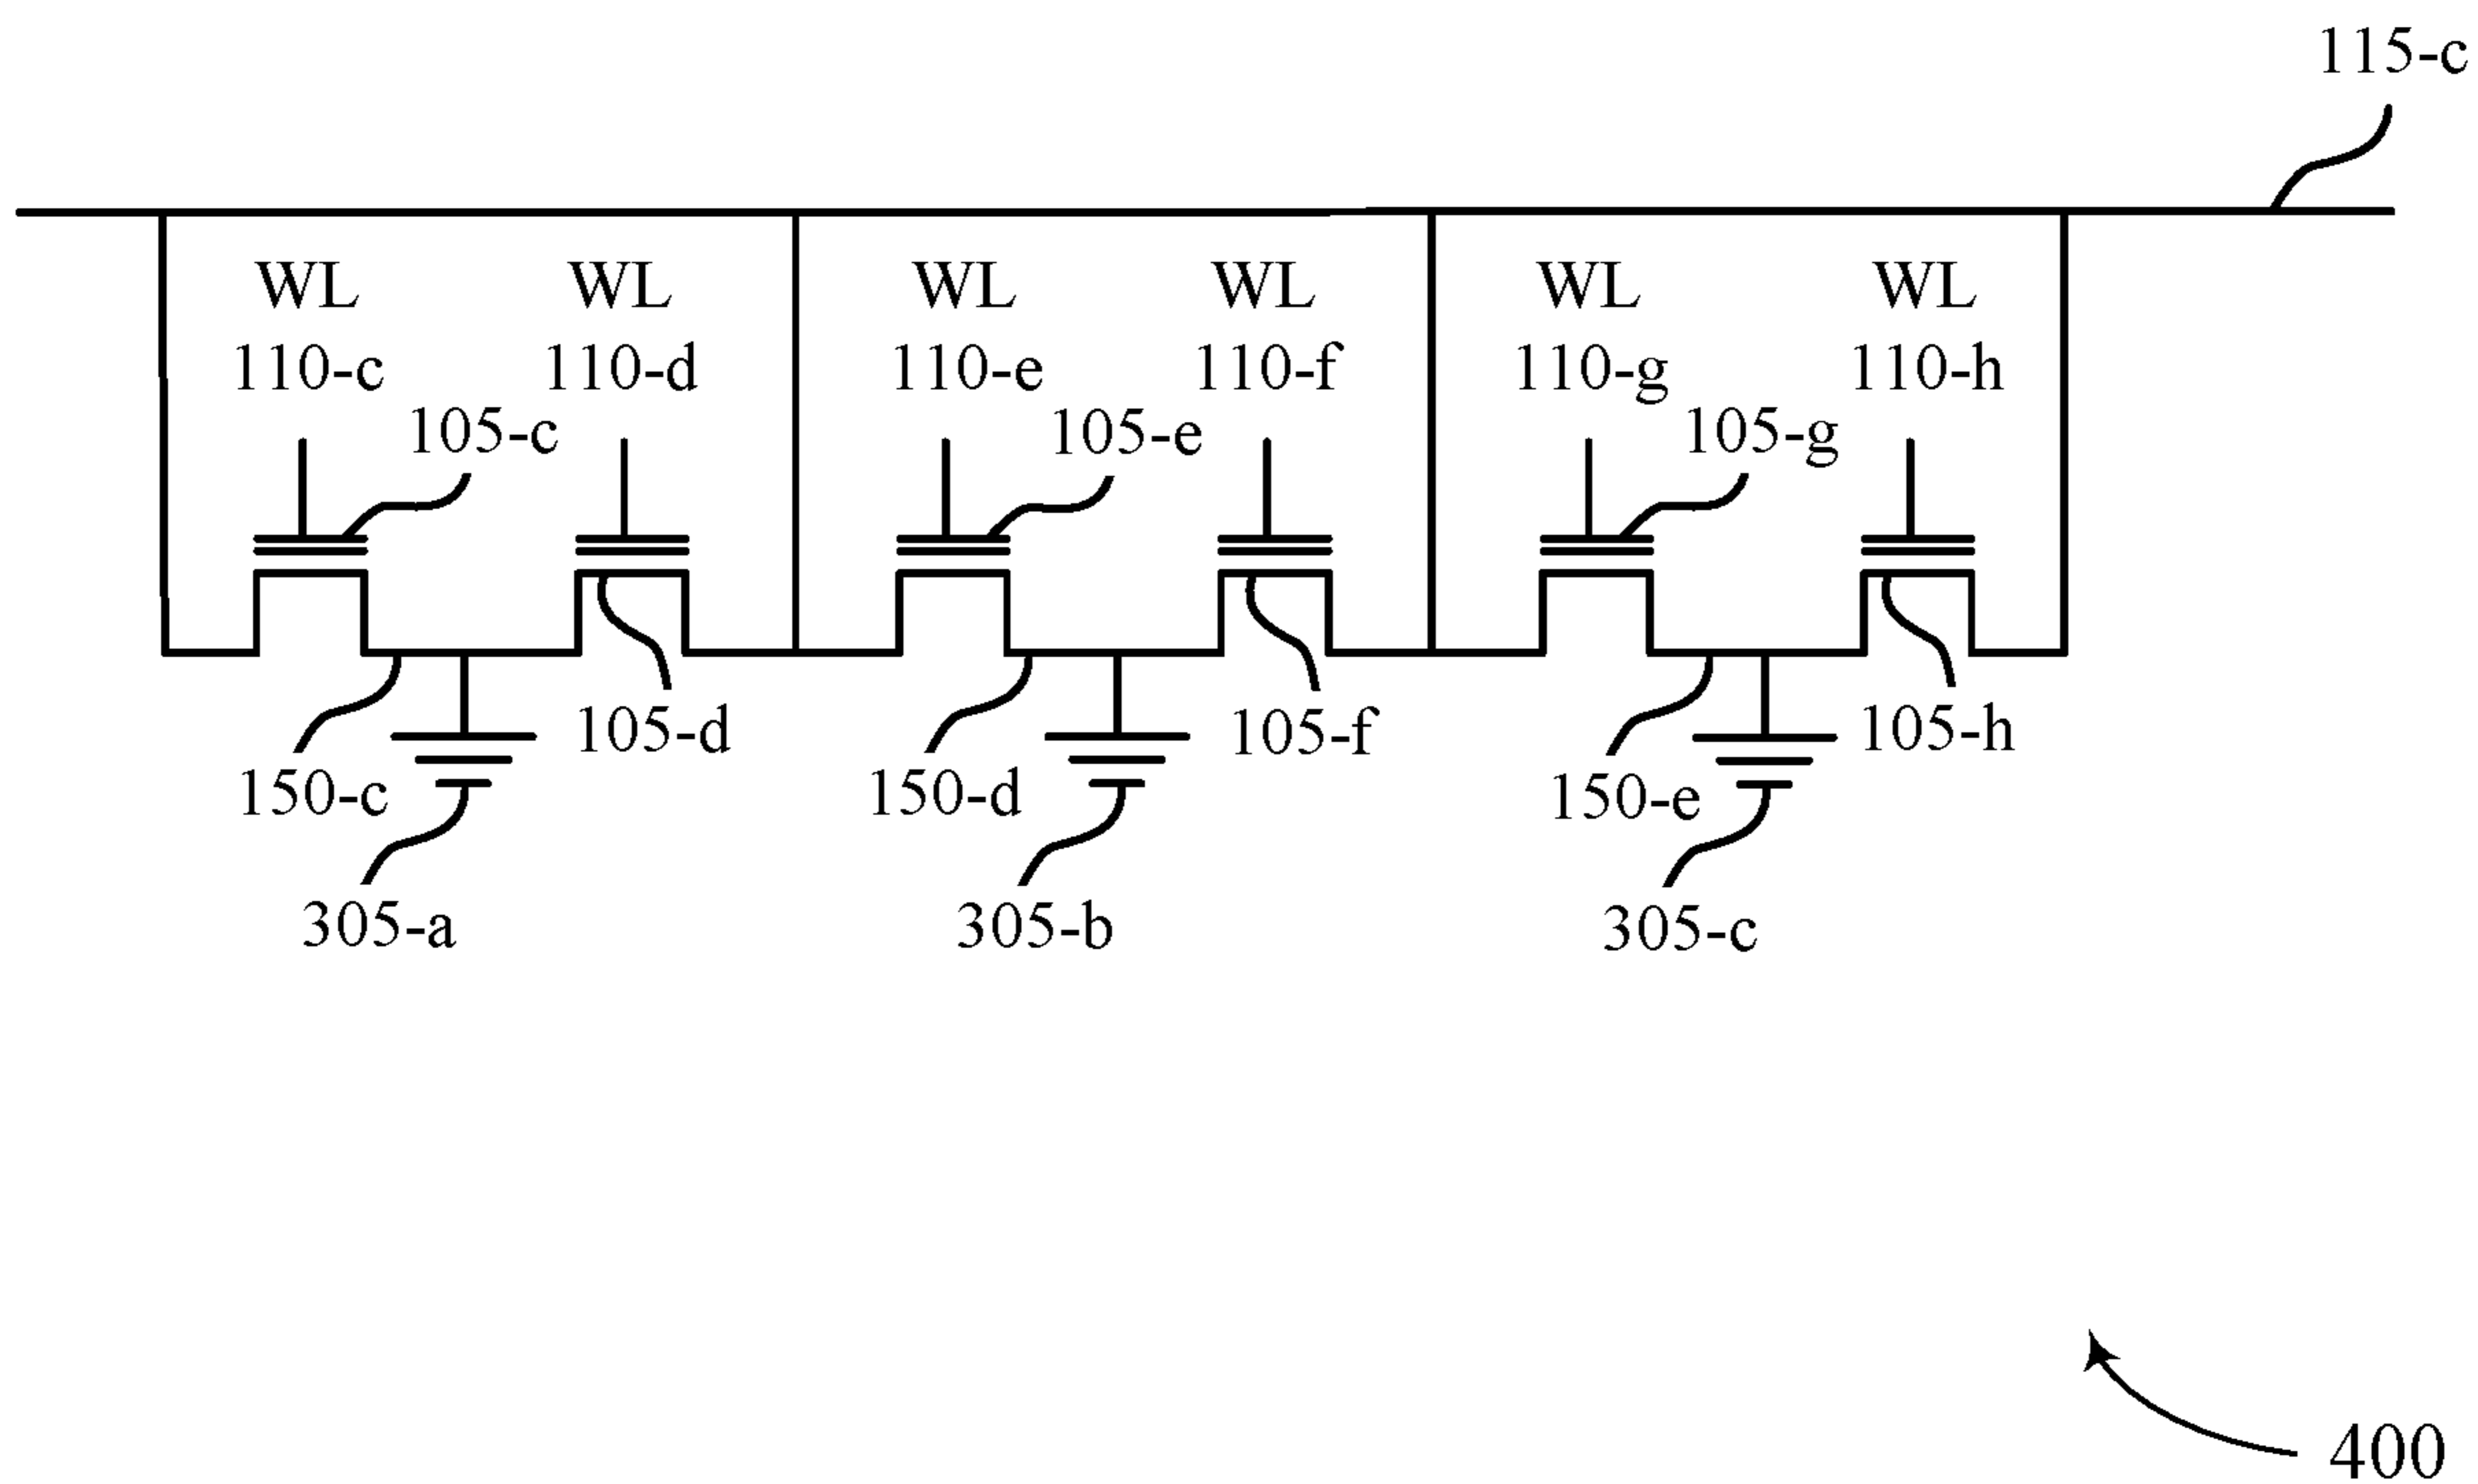 115-c
WL WL WL WL WL WL
110-c 110-d 110-e 110-f 110-g 110-h
105-c 105-e 105-g
105-d 105-f 105-h
150-c 150-d 150-e
305-a 305-b 305-c
400